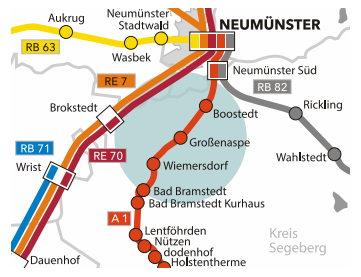 Aukrug
Neumünster
Stadtwald
NEUMÜNSTER
RB 63
Wasbek
Neumünster Süd
RE 7
RB 82
Brokstedt
Boostedt
Rickling
Großenaspe
RB 71
RE 70
Wahlstedt
Wrist
Wiemersdorf
Bad Bramstedt
Bad Bramstedt Kurhaus
A 1
Lentföhrden
Kreis
Segeberg
Nützen
dodenhof
Dauenhof
Holstentherme